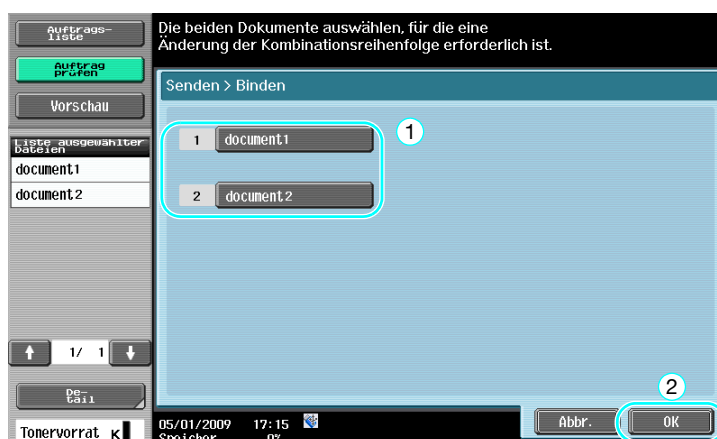 Auftrags-
liste
Auftrag
prüfen
Vorschau
Liste ausgewählter
Dateien
document1
document2
1/ 1
De-
tail
Tonervorrat K
Die beiden Dokumente auswählen, für die eine
Änderung der Kombinationsreihenfolge erforderlich ist.
Senden > Binden
1 document1
1
2 document2
2
Abbr. OK
05/01/2009 17:15
Speicher 0%